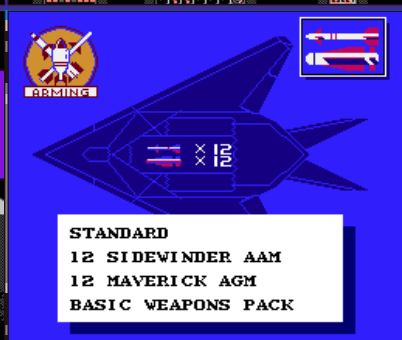 ARMING
× 12
× 12
STANDARD
12 SIDEWINDER AAM
12 MAVERICK AGM
BASIC WEAPONS PACK